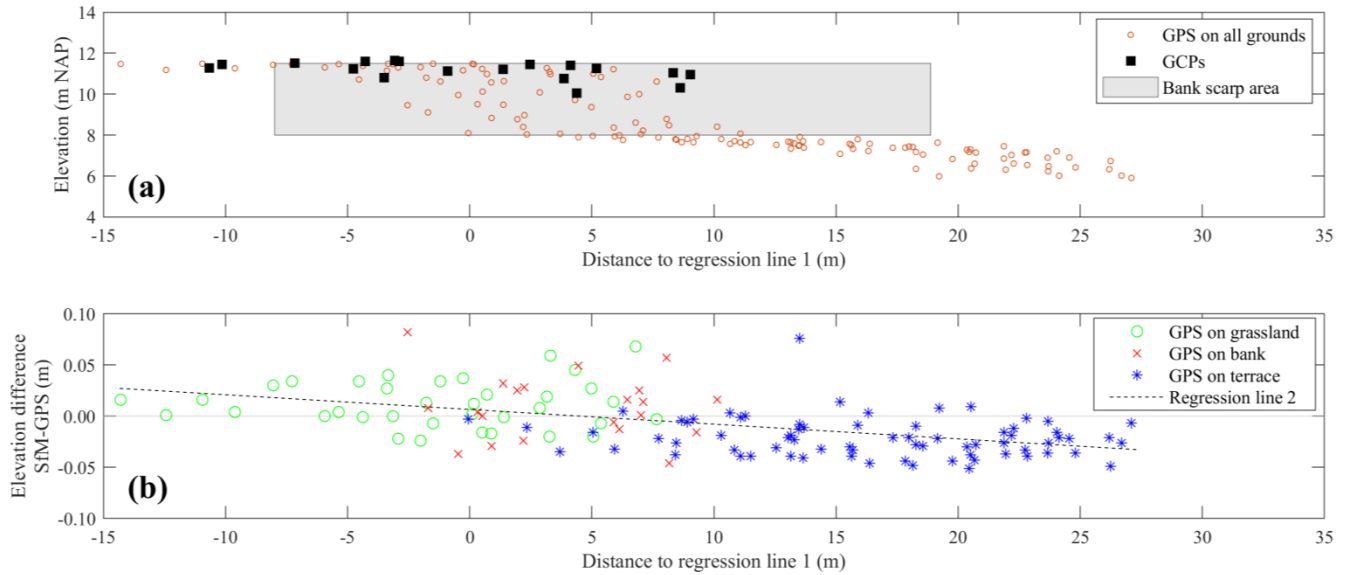 14
12
10
8
6
4
Elevation (m NAP)
(a)
GPS on all grounds
GCPs
Bank scarp area
-15 -10 -5 0 5 10 15 20 25 30 35
Distance to regression line 1 (m)
0.10
0.05
0.00
-0.05
-0.10
Elevation difference
SfM-GPS (m)
(b)
GPS on grassland
GPS on bank
GPS on terrace
Regression line 2
-15 -10 -5 0 5 10 15 20 25 30 35
Distance to regression line 1 (m)